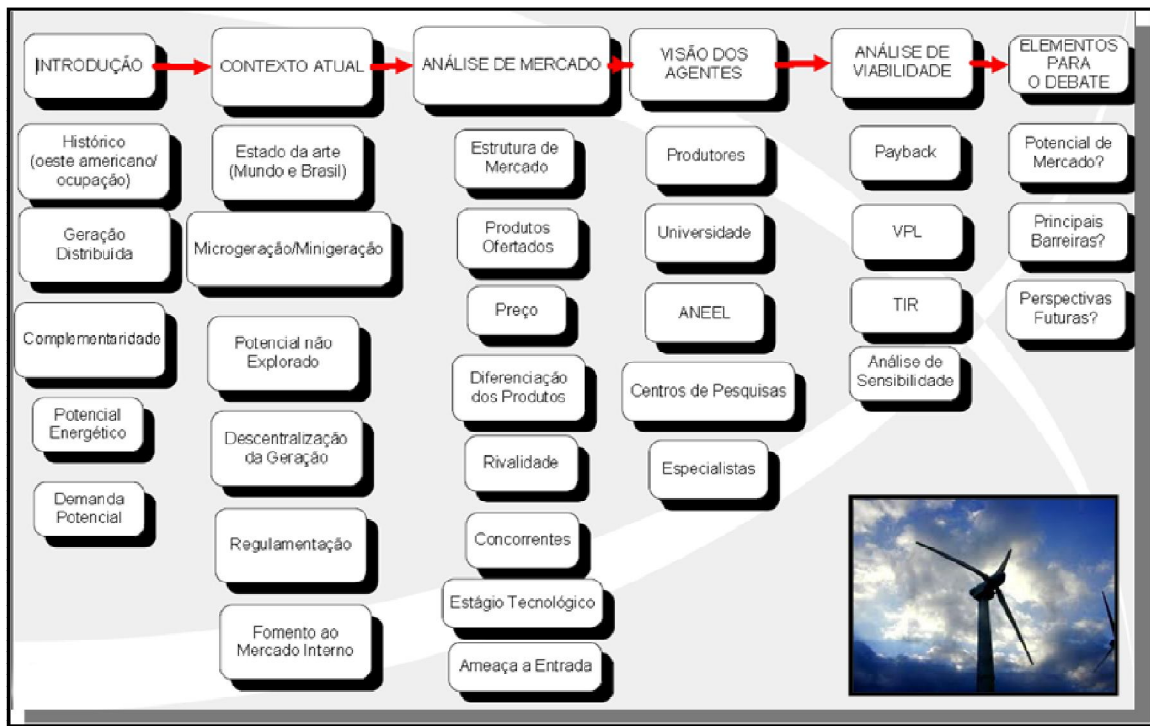 INTRODUÇÃO
CONTEXTO ATUAL
ANÁLISE DE MERCADO
VISÃO DOS
AGENTES
ANÁLISE DE
VIABILIDADE
ELEMENTOS
PARA
O DEBATE
Histórico
(oeste americano/
ocupação)
Geração
Distribuída
Complementaridade
Potencial
Energético
Demanda
Potencial
Estado da arte
(Mundo e Brasil)
Microgeração/Minigeração
Potencial não
Explorado
Descentralização
da Geração
Regulamentação
Fomento ao
Mercado Interno
Estrutura de
Mercado
Produtos
Ofertados
Preço
Diferenciação
dos Produtos
Rivalidade
Concorrentes
Estágio Tecnológico
Ameaça a Entrada
Produtores
Universidade
ANEEL
Centros de Pesquisas
Especialistas
Payback
VPL
TIR
Análise de
Sensibilidade
Potencial de
Mercado?
Principais
Barreiras?
Perspectivas
Futuras?